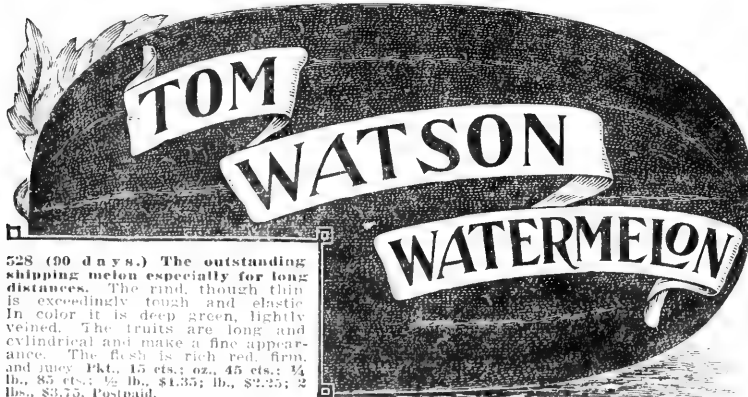 TOM
WATSON
WATERMELON
528 (90 days.) The outstanding
shipping melon especially for long
distances. The rind, though thin
is exceedingly tough and elastic
In color it is deep green, lightly
veined. The fruits are long and
cylindrical and make a fine appear-
ance. The flesh is rich red, firm,
and juicy. Pkt., 15 cts.; oz., 45 cts.; ¼
lb., 85 cts.; ½ lb., $1.35; lb., $2.25; 2
lbs., $3.75. Postpaid.